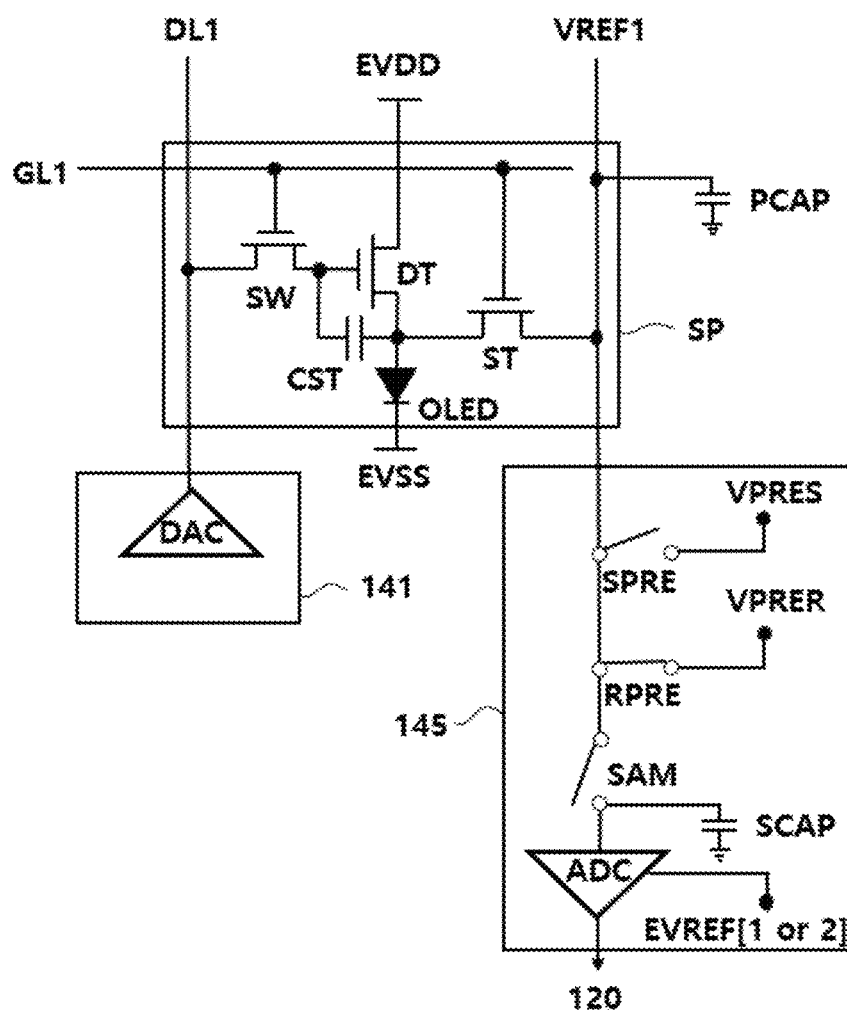 DL1
VREF1
EVDD
GL1
PCAP
DT
SW
SP
ST
CST
OLED
EVSS
VPRES
DAC
SPRE
141
VPRER
RPRE
145
SAM
SCAP
ADC
EVREF[1 or 2]
120